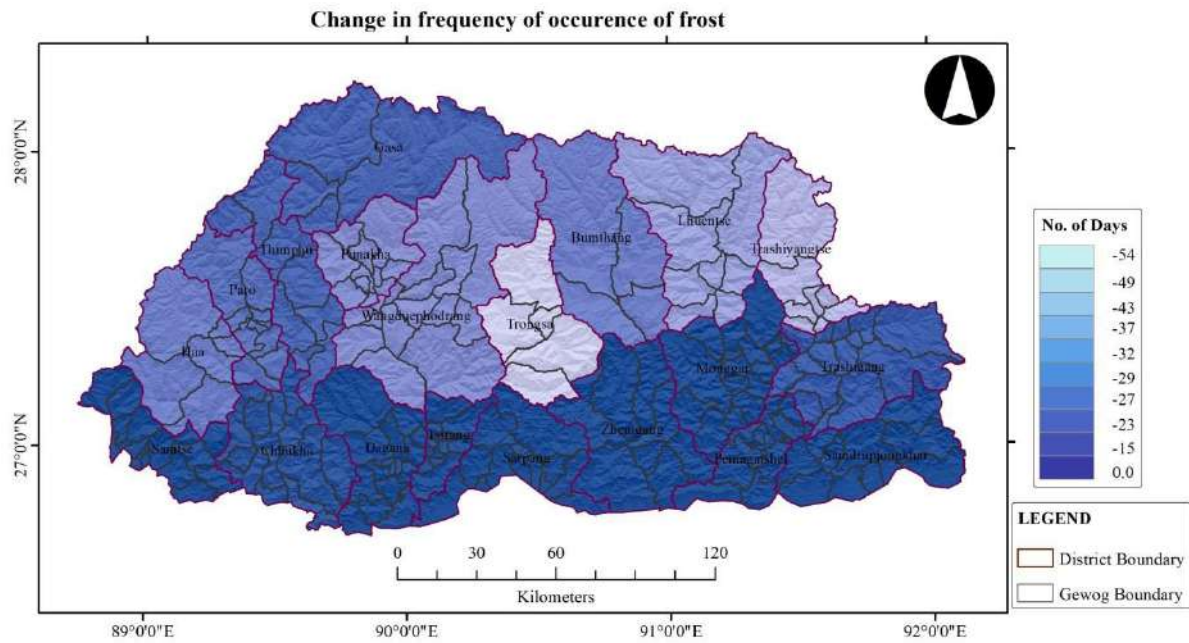 Change in frequency of occurence of frost
28°0'0"N
27°0'0"N
Gasa
Thimphu
Punakha
Bumthang
Lhuentse
Trashiyangtse
Paro
Wangduephodrang
Trongsa
Haa
Monggar
Trashigang
Samtse
Chhukha
Dagana
Tsirang
Sarpang
Zhemgang
Pemagatshel
Samdrupjongkhar
0 30 60 120
Kilometers
89°0'0"E 90°0'0"E 91°0'0"E 92°0'0"E
No. of Days
-54
-49
-43
-37
-32
-29
-27
-23
-15
0.0
LEGEND
District Boundary
Gewog Boundary